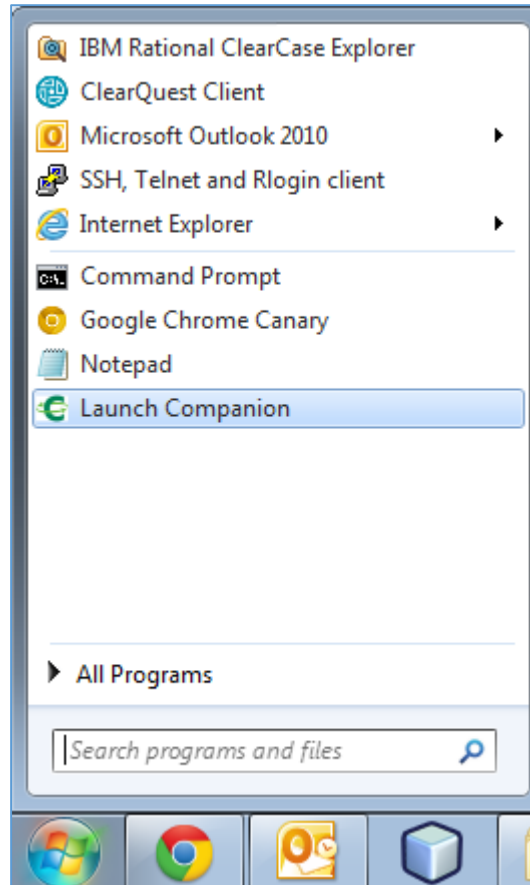 IBM Rational ClearCase Explorer
ClearQuest Client
Microsoft Outlook 2010
SSH, Telnet and Rlogin client
Internet Explorer
C:\.
Command Prompt
Google Chrome Canary
Notepad
Launch Companion
All Programs
Search programs and files